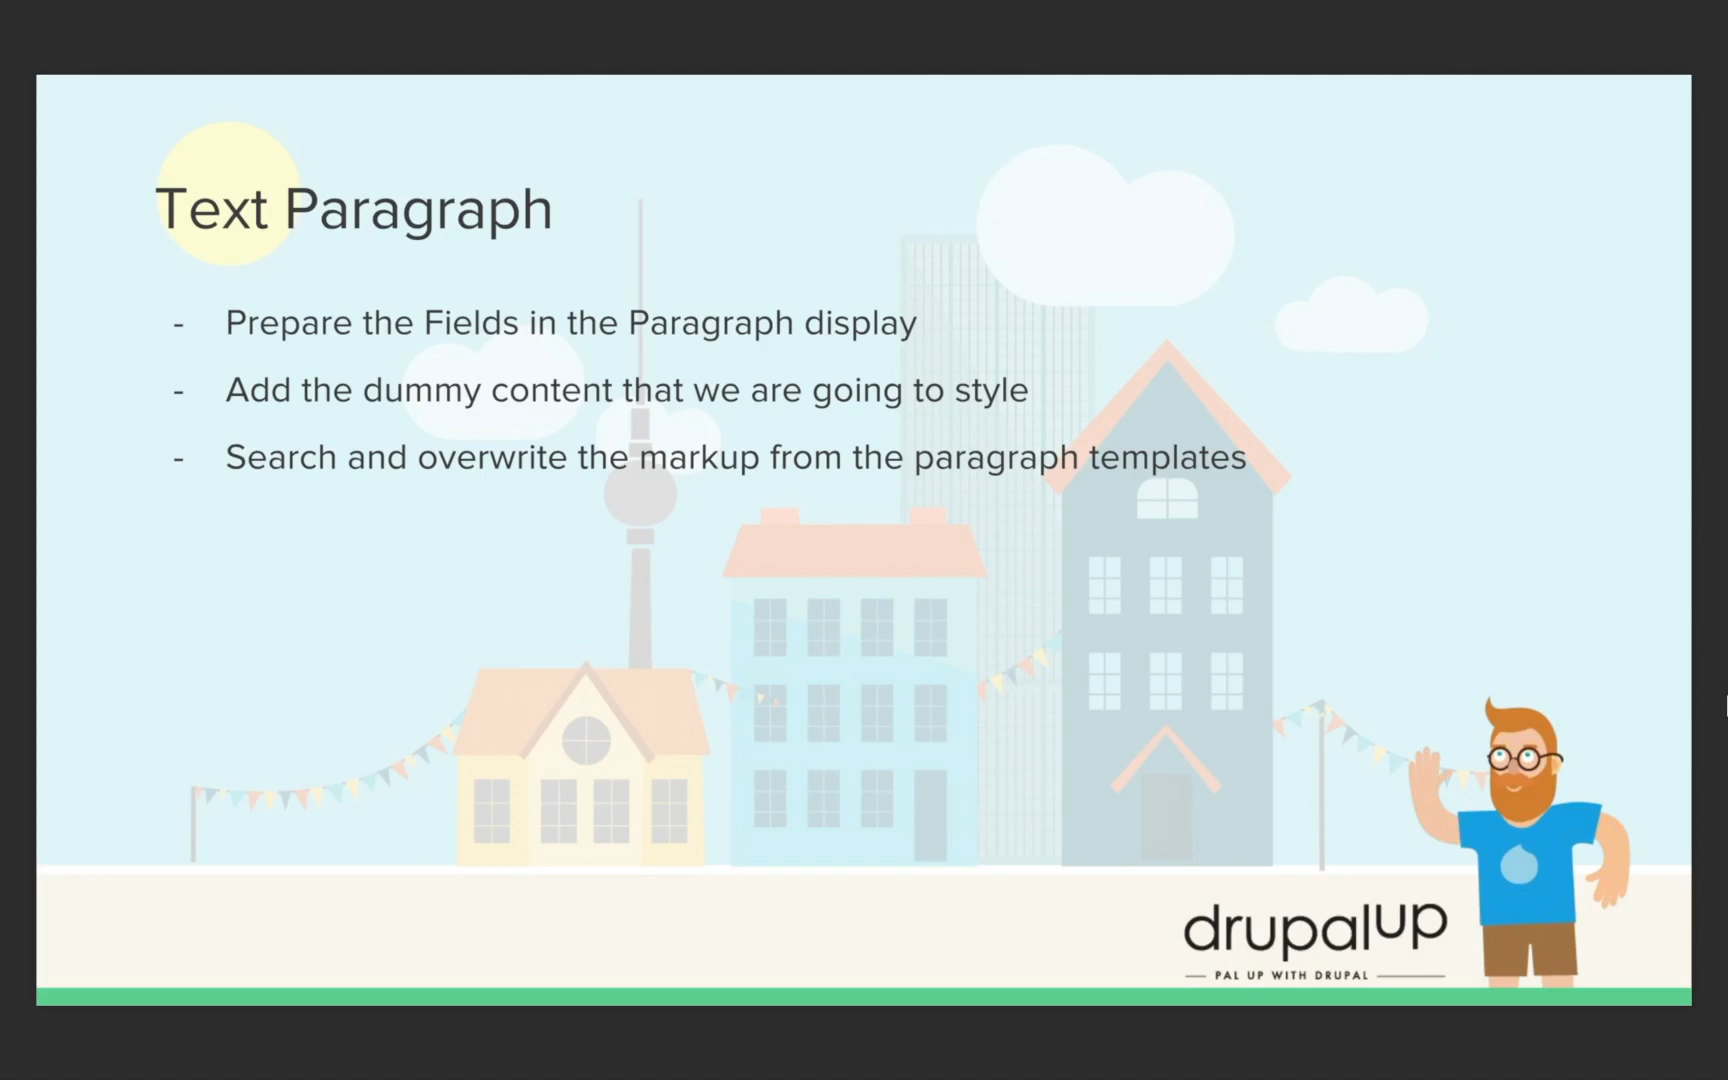 Text Paragraph
- Prepare the Fields in the Paragraph display
- Add the dummy content that we are going to style
- Search and overwrite the markup from the paragraph templates
drupalup
PAL UP WITH DRUPAL